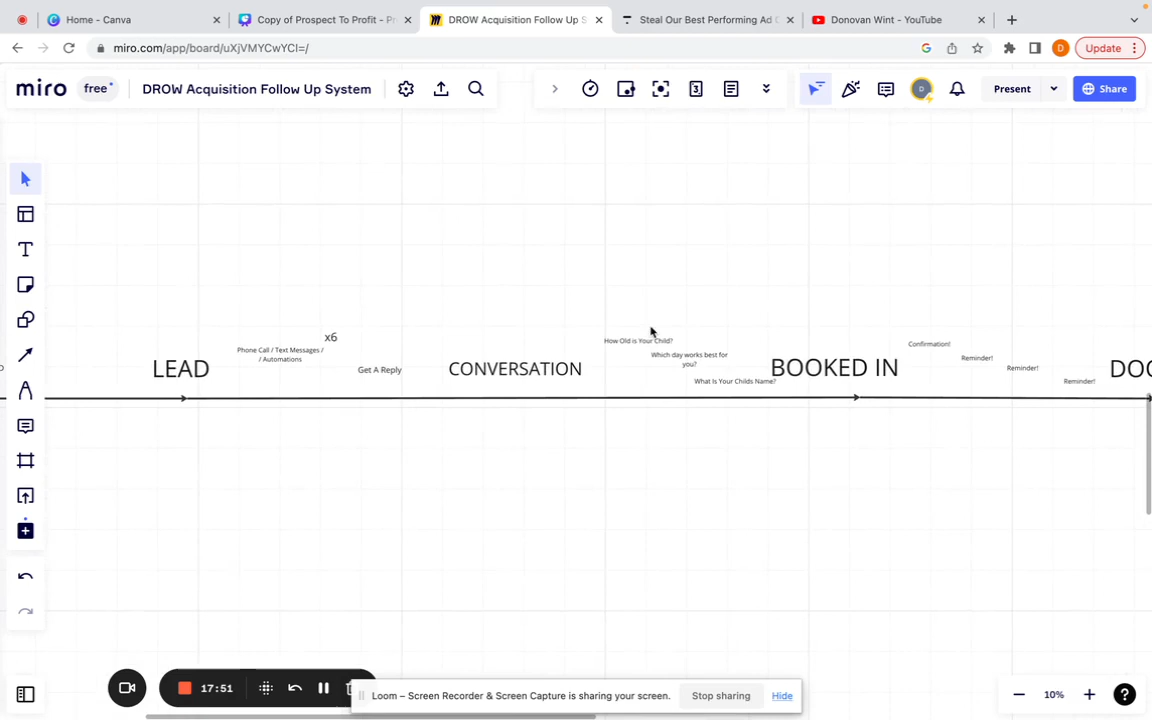 Home - Canva
Copy of Prospect To Profit - Pr
DROW Acquisition Follow Up S
Steal Our Best Performing Ad C
Donovan Wint - YouTube
miro.com/app/board/uXjVMYCwYCI=/
D
Update
miro
free
DROW Acquisition Follow Up System
3
D
Present
Share
x6
Phone Call / Text Messages /
/ Automations
LEAD
Get A Reply
CONVERSATION
How Old is Your Child?
Which day works best for
you?
What Is Your Childs Name?
BOOKED IN
Confirmation!
Reminder!
Reminder!
Reminder!
DOO
17:51
Loom – Screen Recorder & Screen Capture is sharing your screen.
Stop sharing
Hide
10%